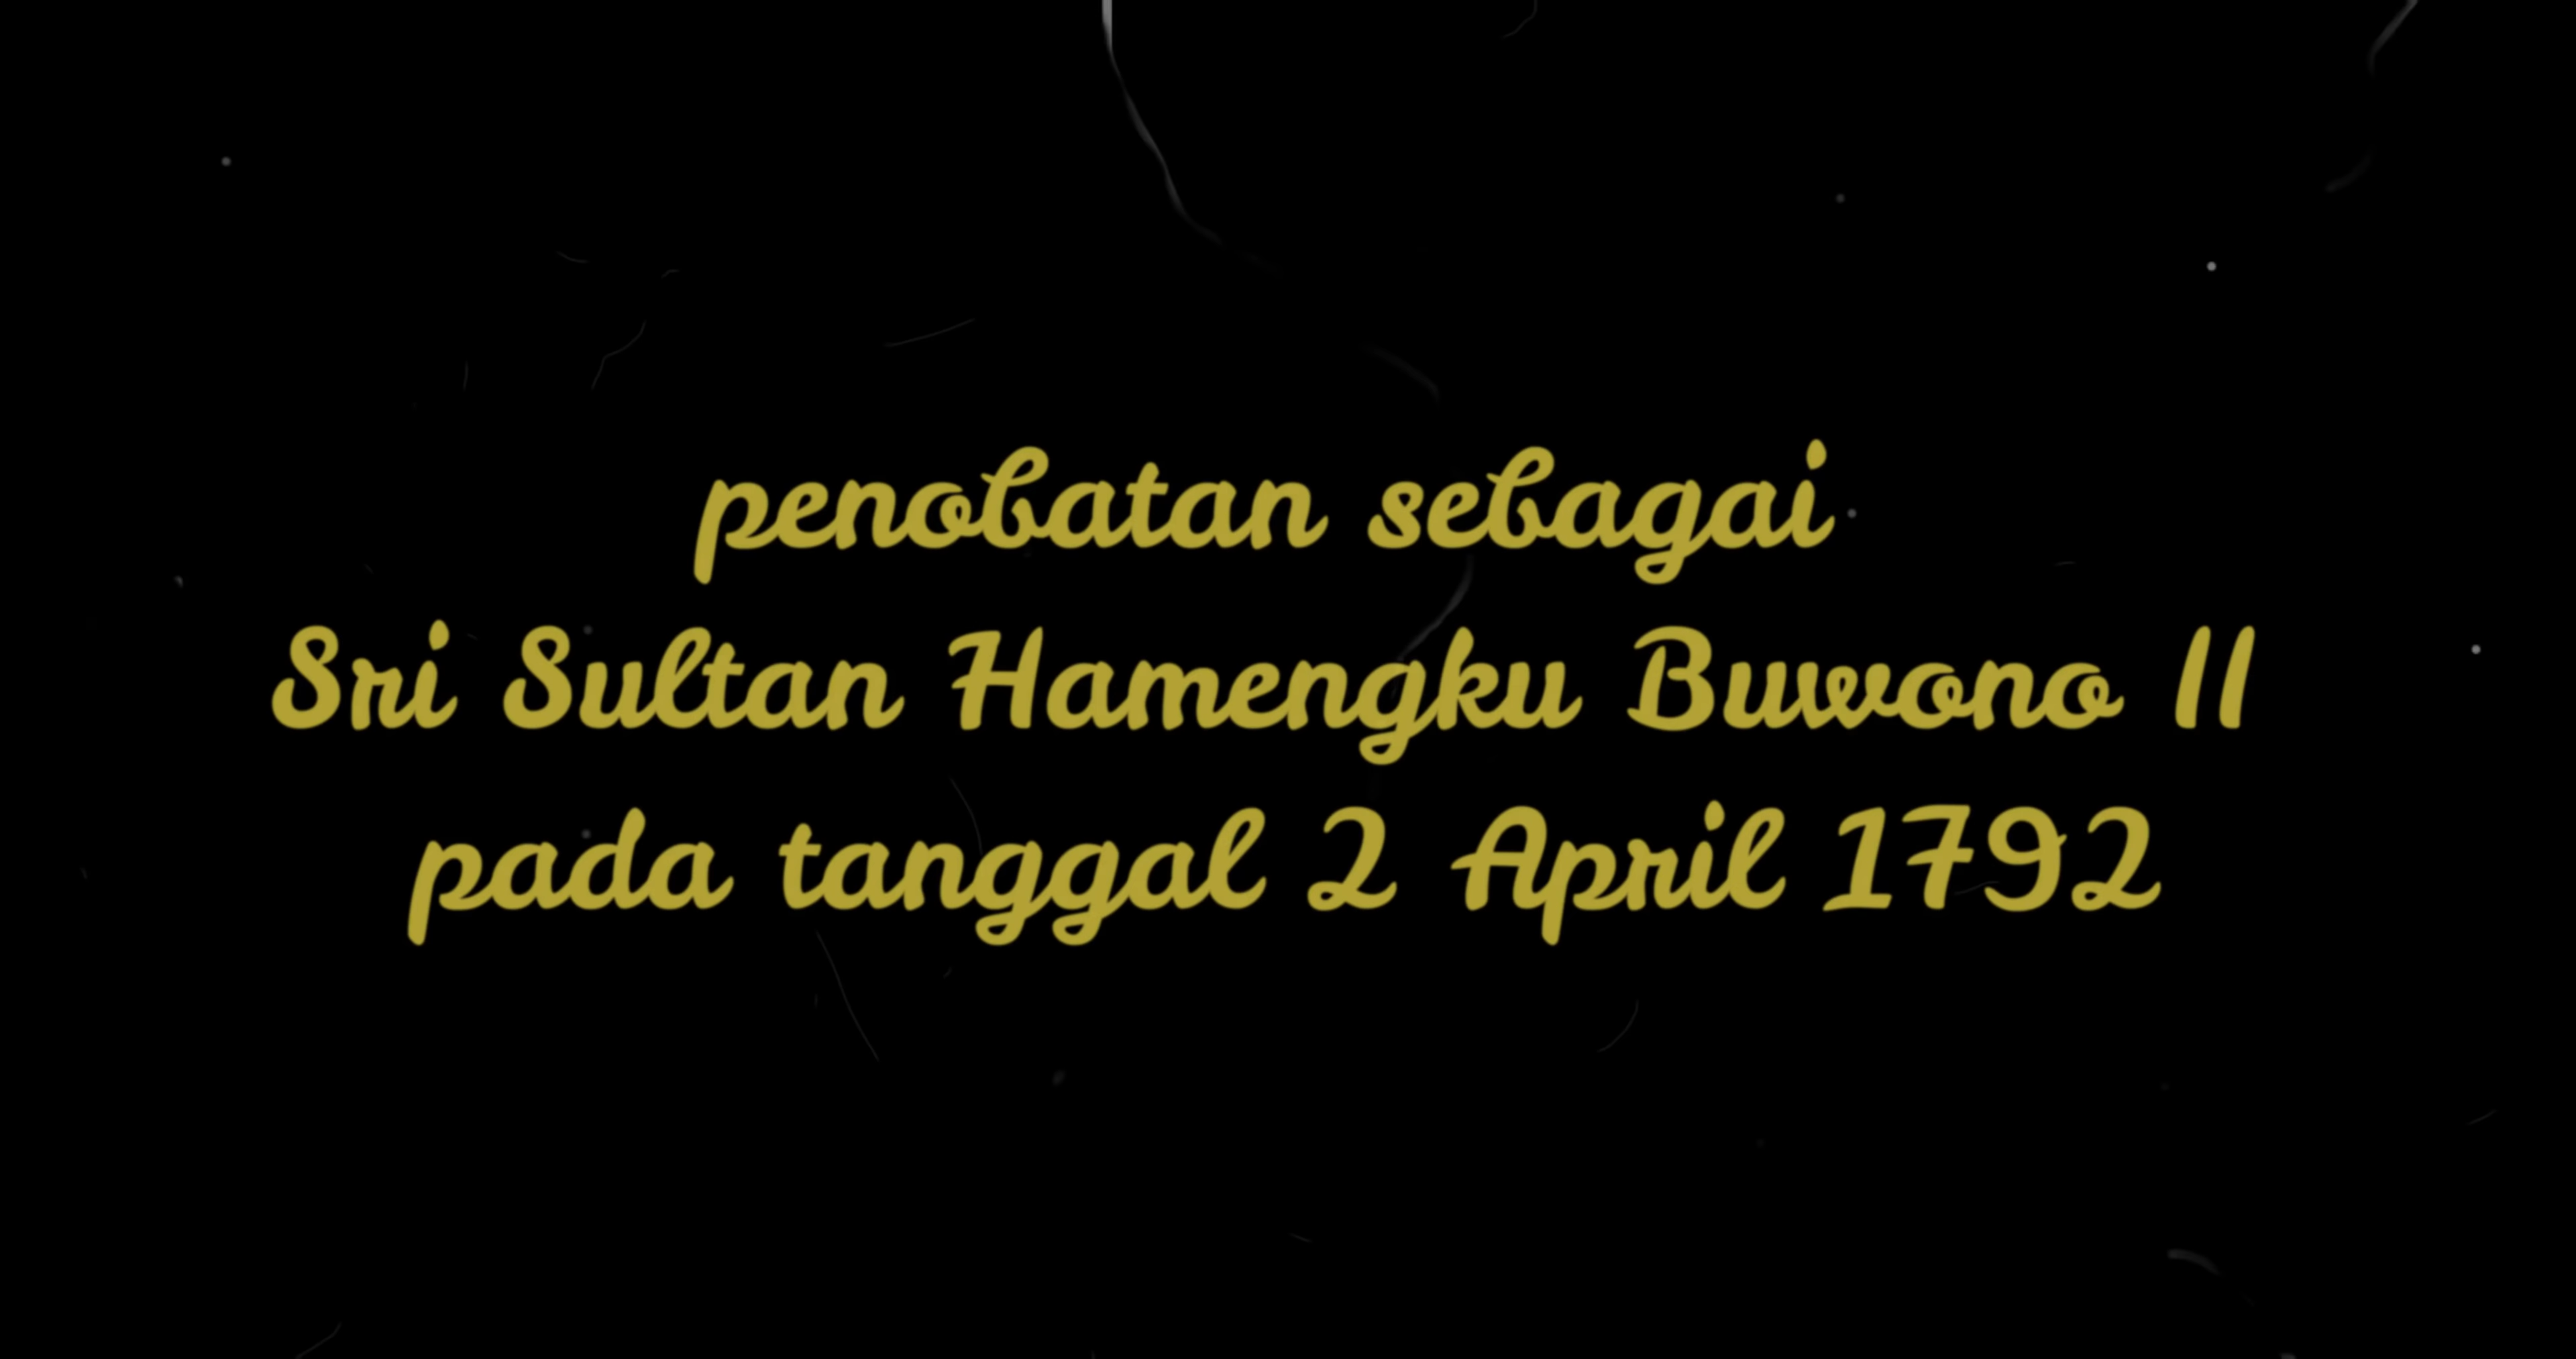 penobatan sebagai
Sri Sultan Hamengku Buwono II
pada tanggal 2 April 1792